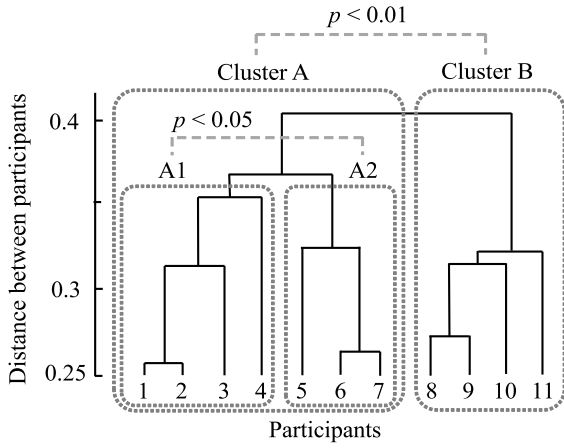 p < 0.01
Cluster A
Cluster B
p < 0.05
A1
A2
Distance between participants
0.4
0.3
0.25
1 2 3 4 5 6 7 8 9 10 11
Participants